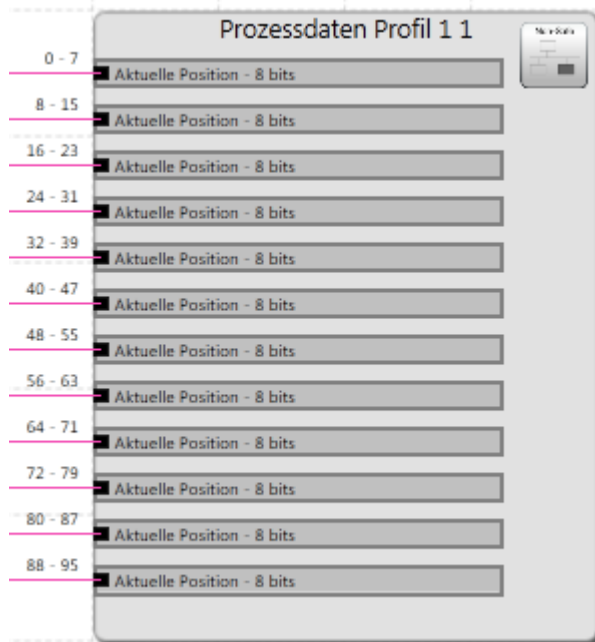 Prozessdaten Profil 1 1
Non-Safe
0 - 7
Aktuelle Position - 8 bits
8 - 15
Aktuelle Position - 8 bits
16 - 23
Aktuelle Position - 8 bits
24 - 31
Aktuelle Position - 8 bits
32 - 39
Aktuelle Position - 8 bits
40 - 47
Aktuelle Position - 8 bits
48 - 55
Aktuelle Position - 8 bits
56 - 63
Aktuelle Position - 8 bits
64 - 71
Aktuelle Position - 8 bits
72 - 79
Aktuelle Position - 8 bits
80 - 87
Aktuelle Position - 8 bits
88 - 95
Aktuelle Position - 8 bits